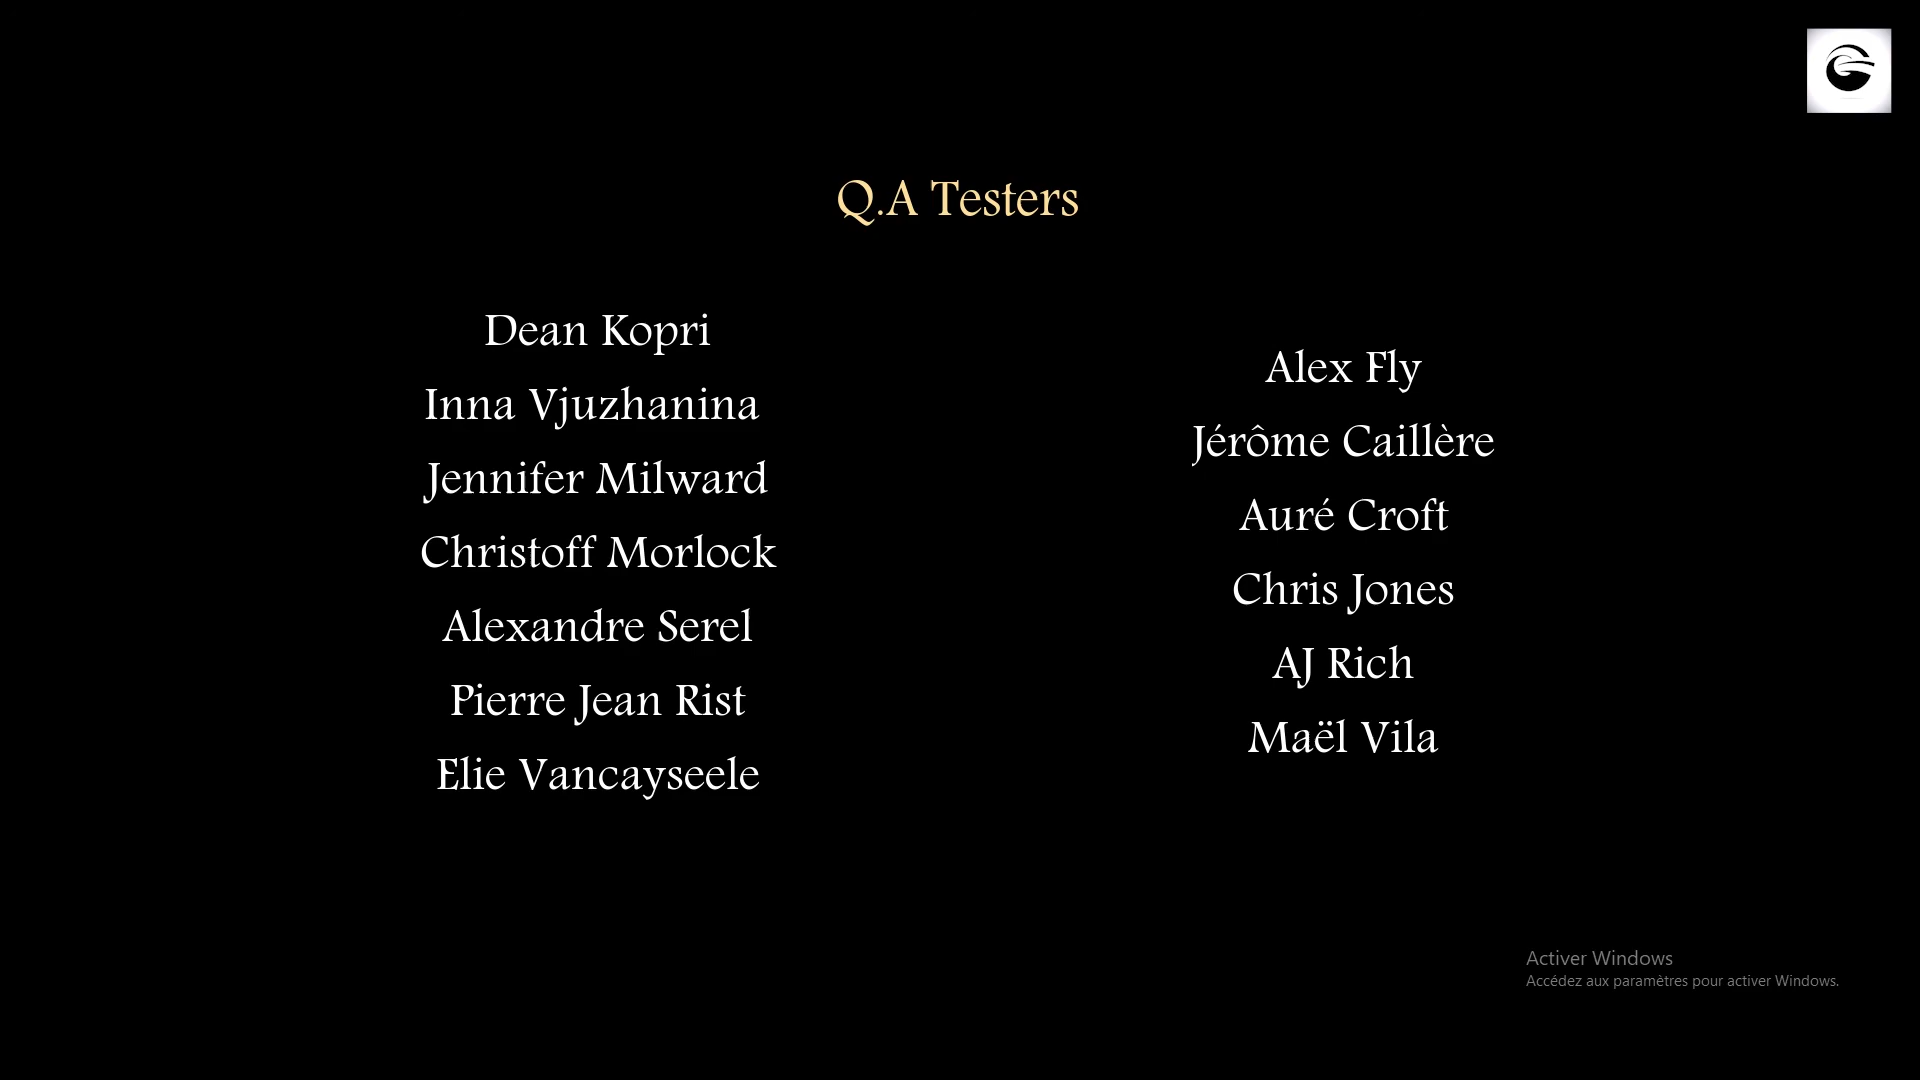 Q.A Testers
Dean Kopri
Inna Vjuzhanina
Jennifer Milward
Christoff Morlock
Alexandre Serel
Pierre Jean Rist
Elie Vancayseele
Alex Fly
Jérôme Caillère
Auré Croft
Chris Jones
AJ Rich
Maël Vila
Activer Windows
Accédez aux paramètres pour activer Windows.